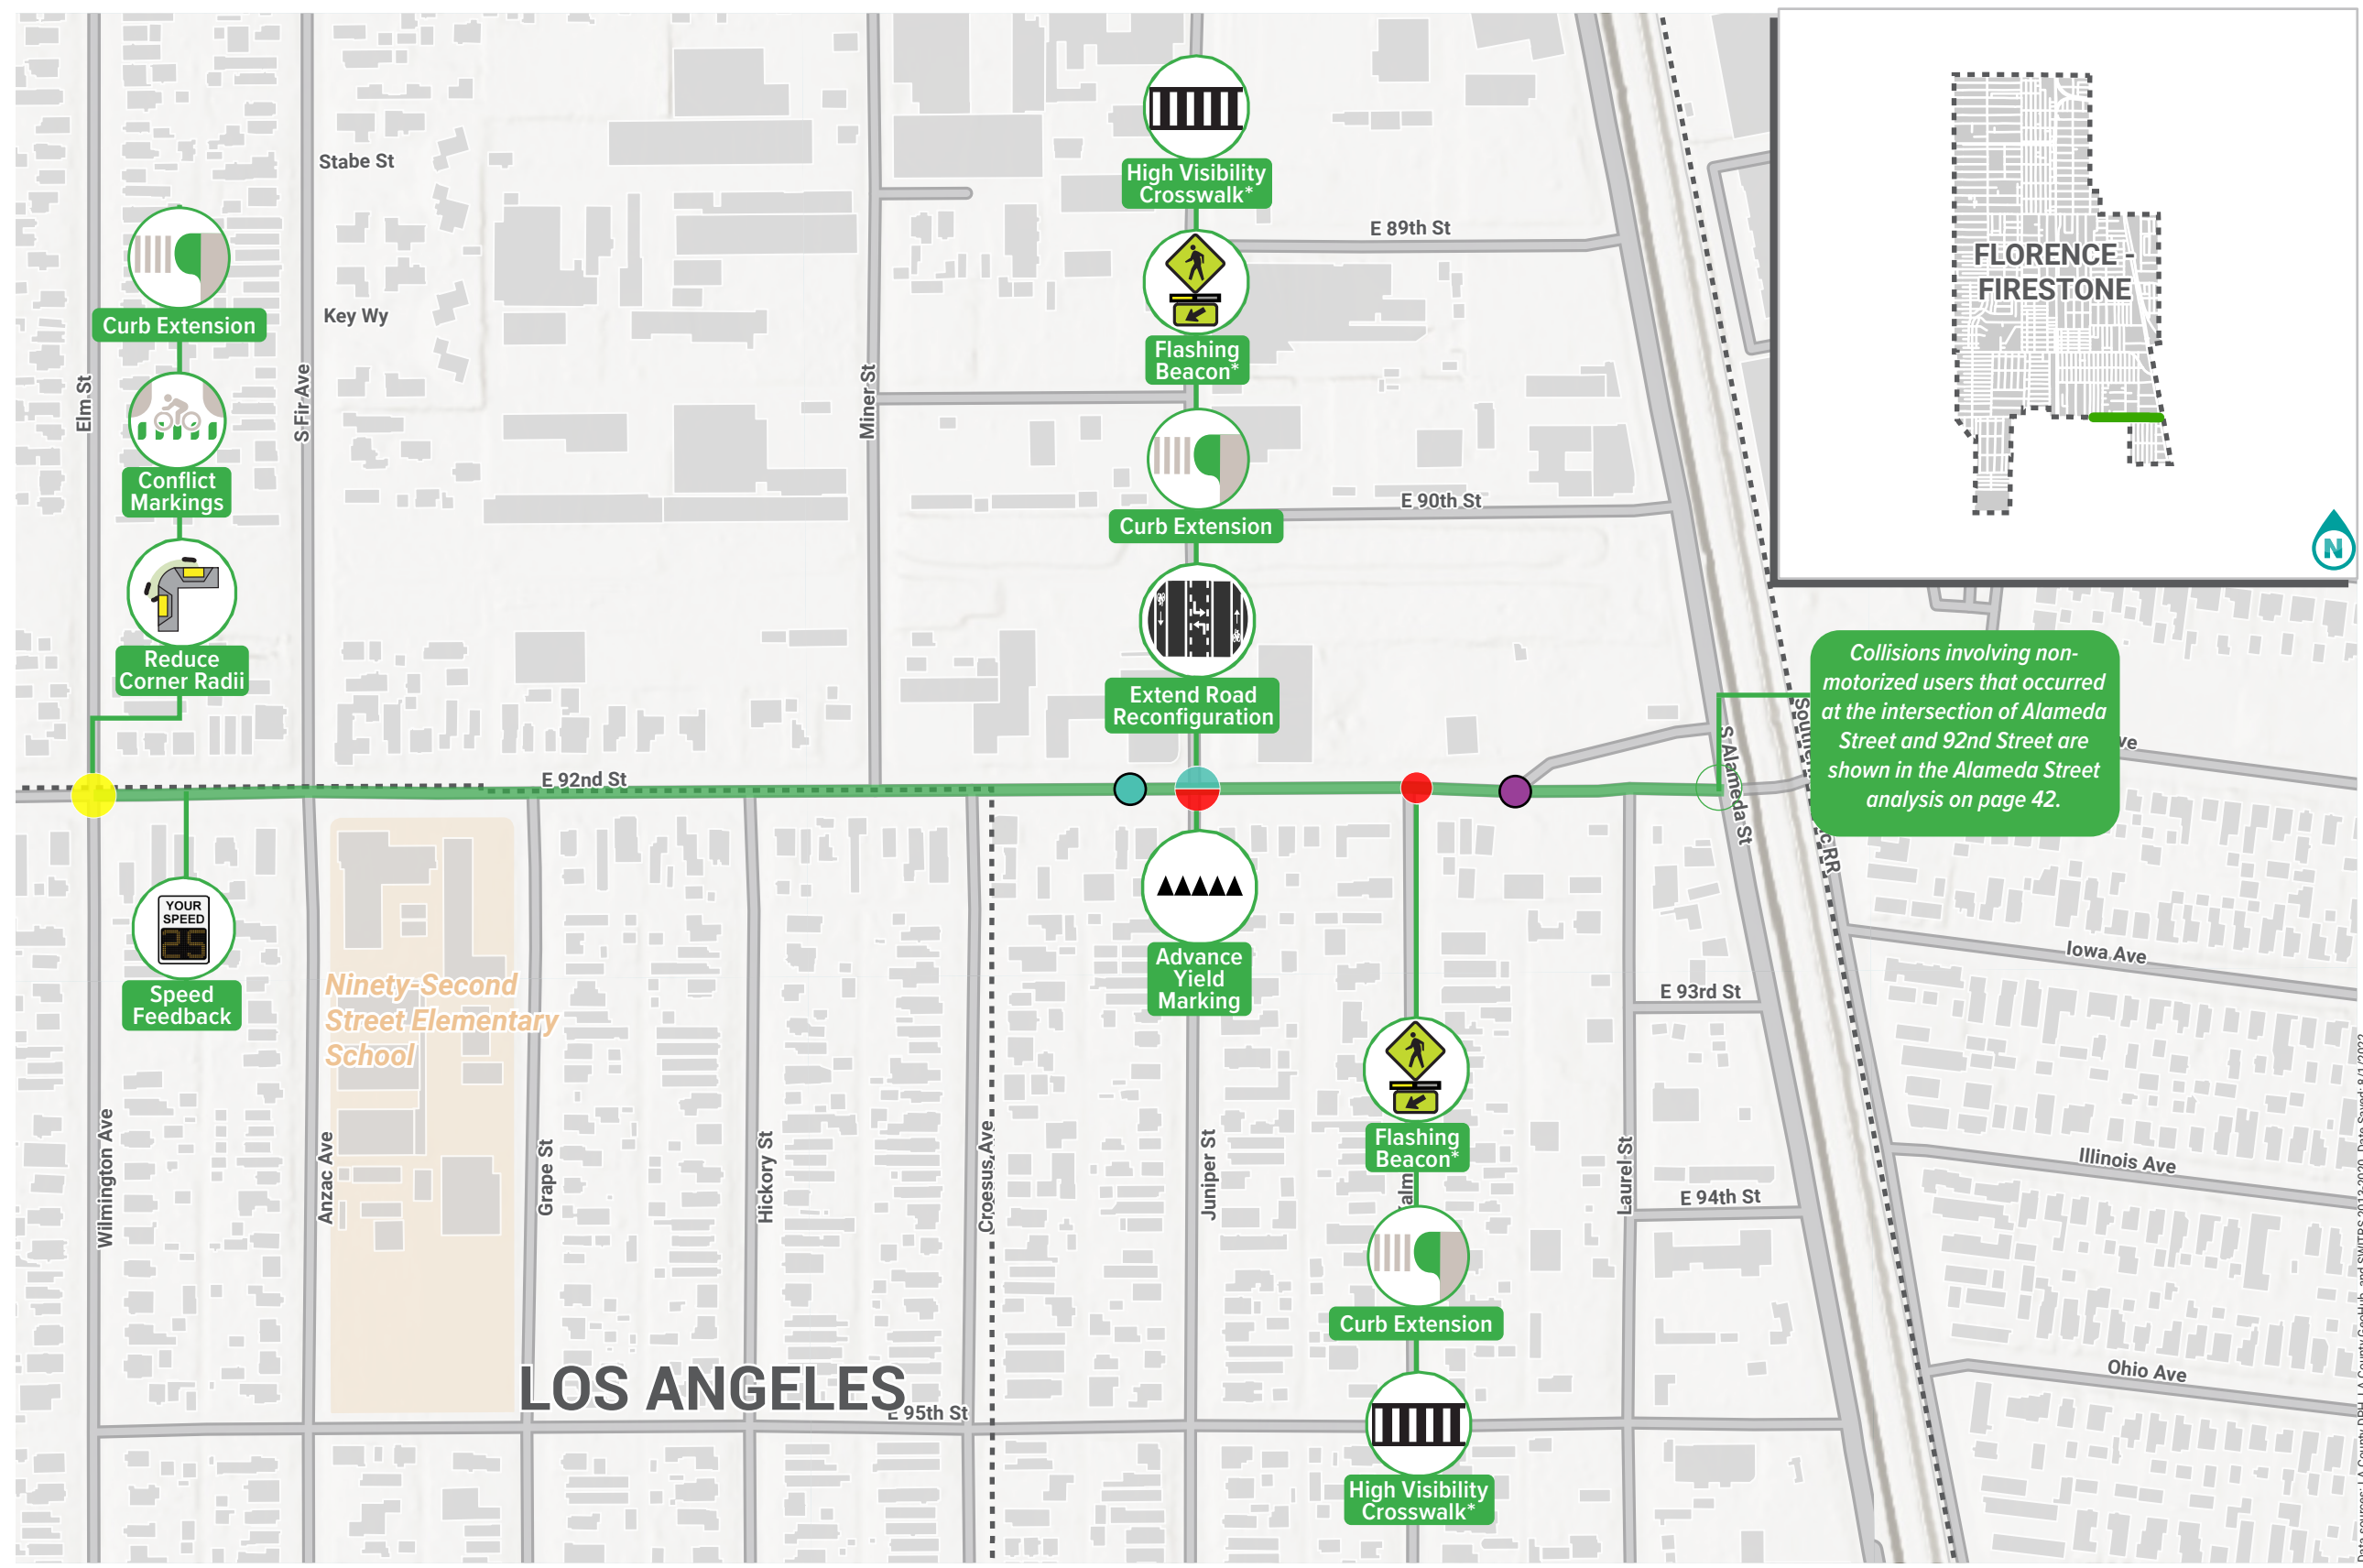 Stabe St
Key Wy
Elm St
S Fir Ave
Miner St
Curb Extension
Conflict
Markings
Reduce
Corner Radii
High Visibility
Crosswalk*
Flashing
Beacon*
Curb Extension
Extend Road
Reconfiguration
E 89th St
E 90th St
FLORENCE -
FIRESTONE
N
Collisions involving non-
motorized users that occurred
at the intersection of Alameda
Street and 92nd Street are
shown in the Alameda Street
analysis on page 42.
E 92nd St
S Alameda St
YOUR
SPEED
25
Speed
Feedback
Ninety-Second
Street Elementary
School
Advance
Yield
Marking
Flashing
Beacon*
Curb Extension
High Visibility
Crosswalk*
Wilmington Ave
Anzac Ave
Grape St
Hickory St
Croesus Ave
Juniper St
Laurel St
E 93rd St
E 94th St
E 95th St
Iowa Ave
Illinois Ave
Ohio Ave
LOS ANGELES